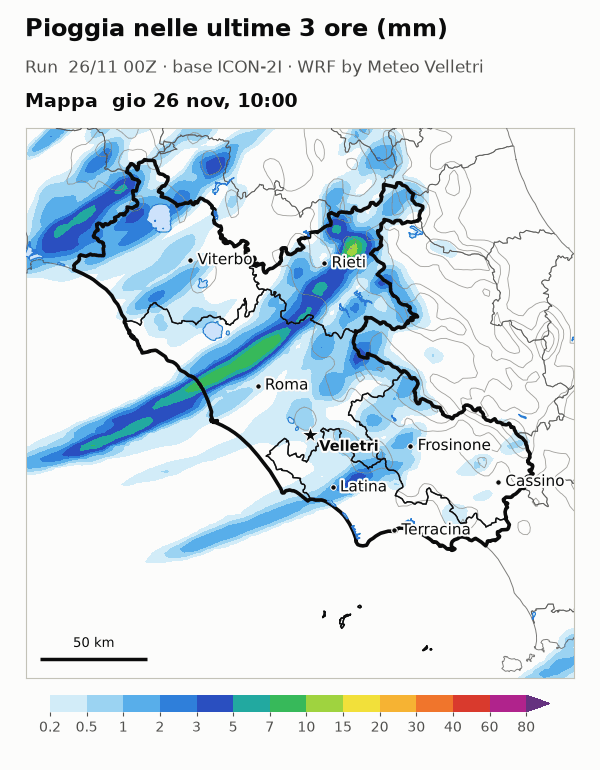 Pioggia nelle ultime 3 ore (mm)
Run  26/11 00Z · base ICON-2I · WRF by Meteo Velletri
Mappa  gio 26 nov, 10:00
Viterbo
Rieti
Roma
Velletri
Frosinone
Latina
Cassino
Terracina
50 km
0.2 0.5 1 2 3 5 7 10 15 20 30 40 60 80